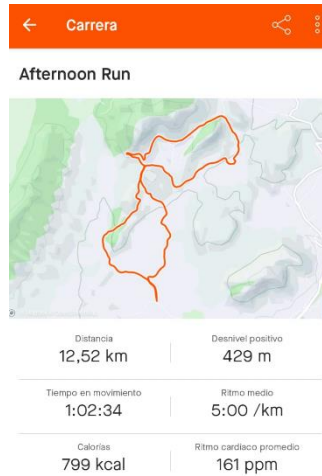 Carrera
Afternoon Run
Distancia
Desnivel positivo
12,52 km
429 m
Tiempo en movimiento
Ritmo medio
1:02:34
5:00 /km
Calorías
Ritmo cardiaco promedio
799 kcal
161 ppm